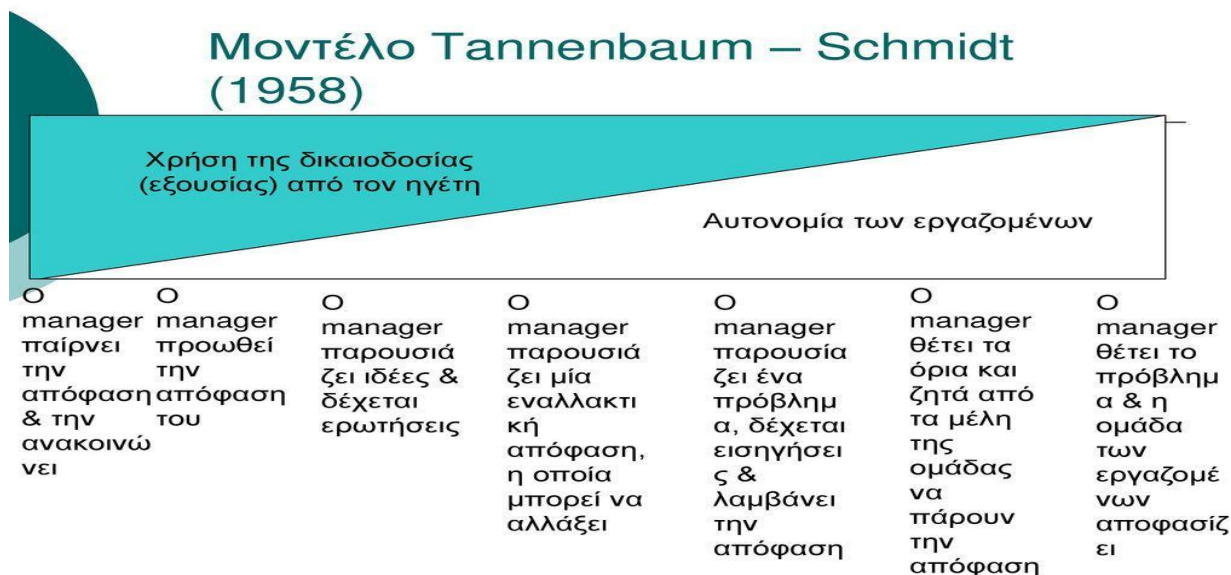 Μοντέλο Tannenbaum – Schmidt
(1958)
Χρήση της δικαιοδοσίας
(εξουσίας) από τον ηγέτη
Αυτονομία των εργαζομένων
Ο
manager
παίρνει
την
απόφαση
& την
ανακοινώ
νει
Ο
manager
προωθεί
την
απόφαση
του
Ο
manager
παρουσιά
ζει ιδέες &
δέχεται
ερωτήσεις
Ο
manager
παρουσιά
ζει μία
εναλλακτι
κή
απόφαση,
η οποία
μπορεί να
αλλάξει
Ο
manager
παρουσία
ζει ένα
πρόβλημ
α, δέχεται
εισηγήσει
ς &
λαμβάνει
την
απόφαση
Ο
manager
θέτει τα
όρια και
ζητά από
τα μέλη
της
ομάδας
να
πάρουν
την
απόφαση
Ο
manager
θέτει το
πρόβλημ
α & η
ομάδα
των
εργαζομέ
νων
αποφασίζ
ει